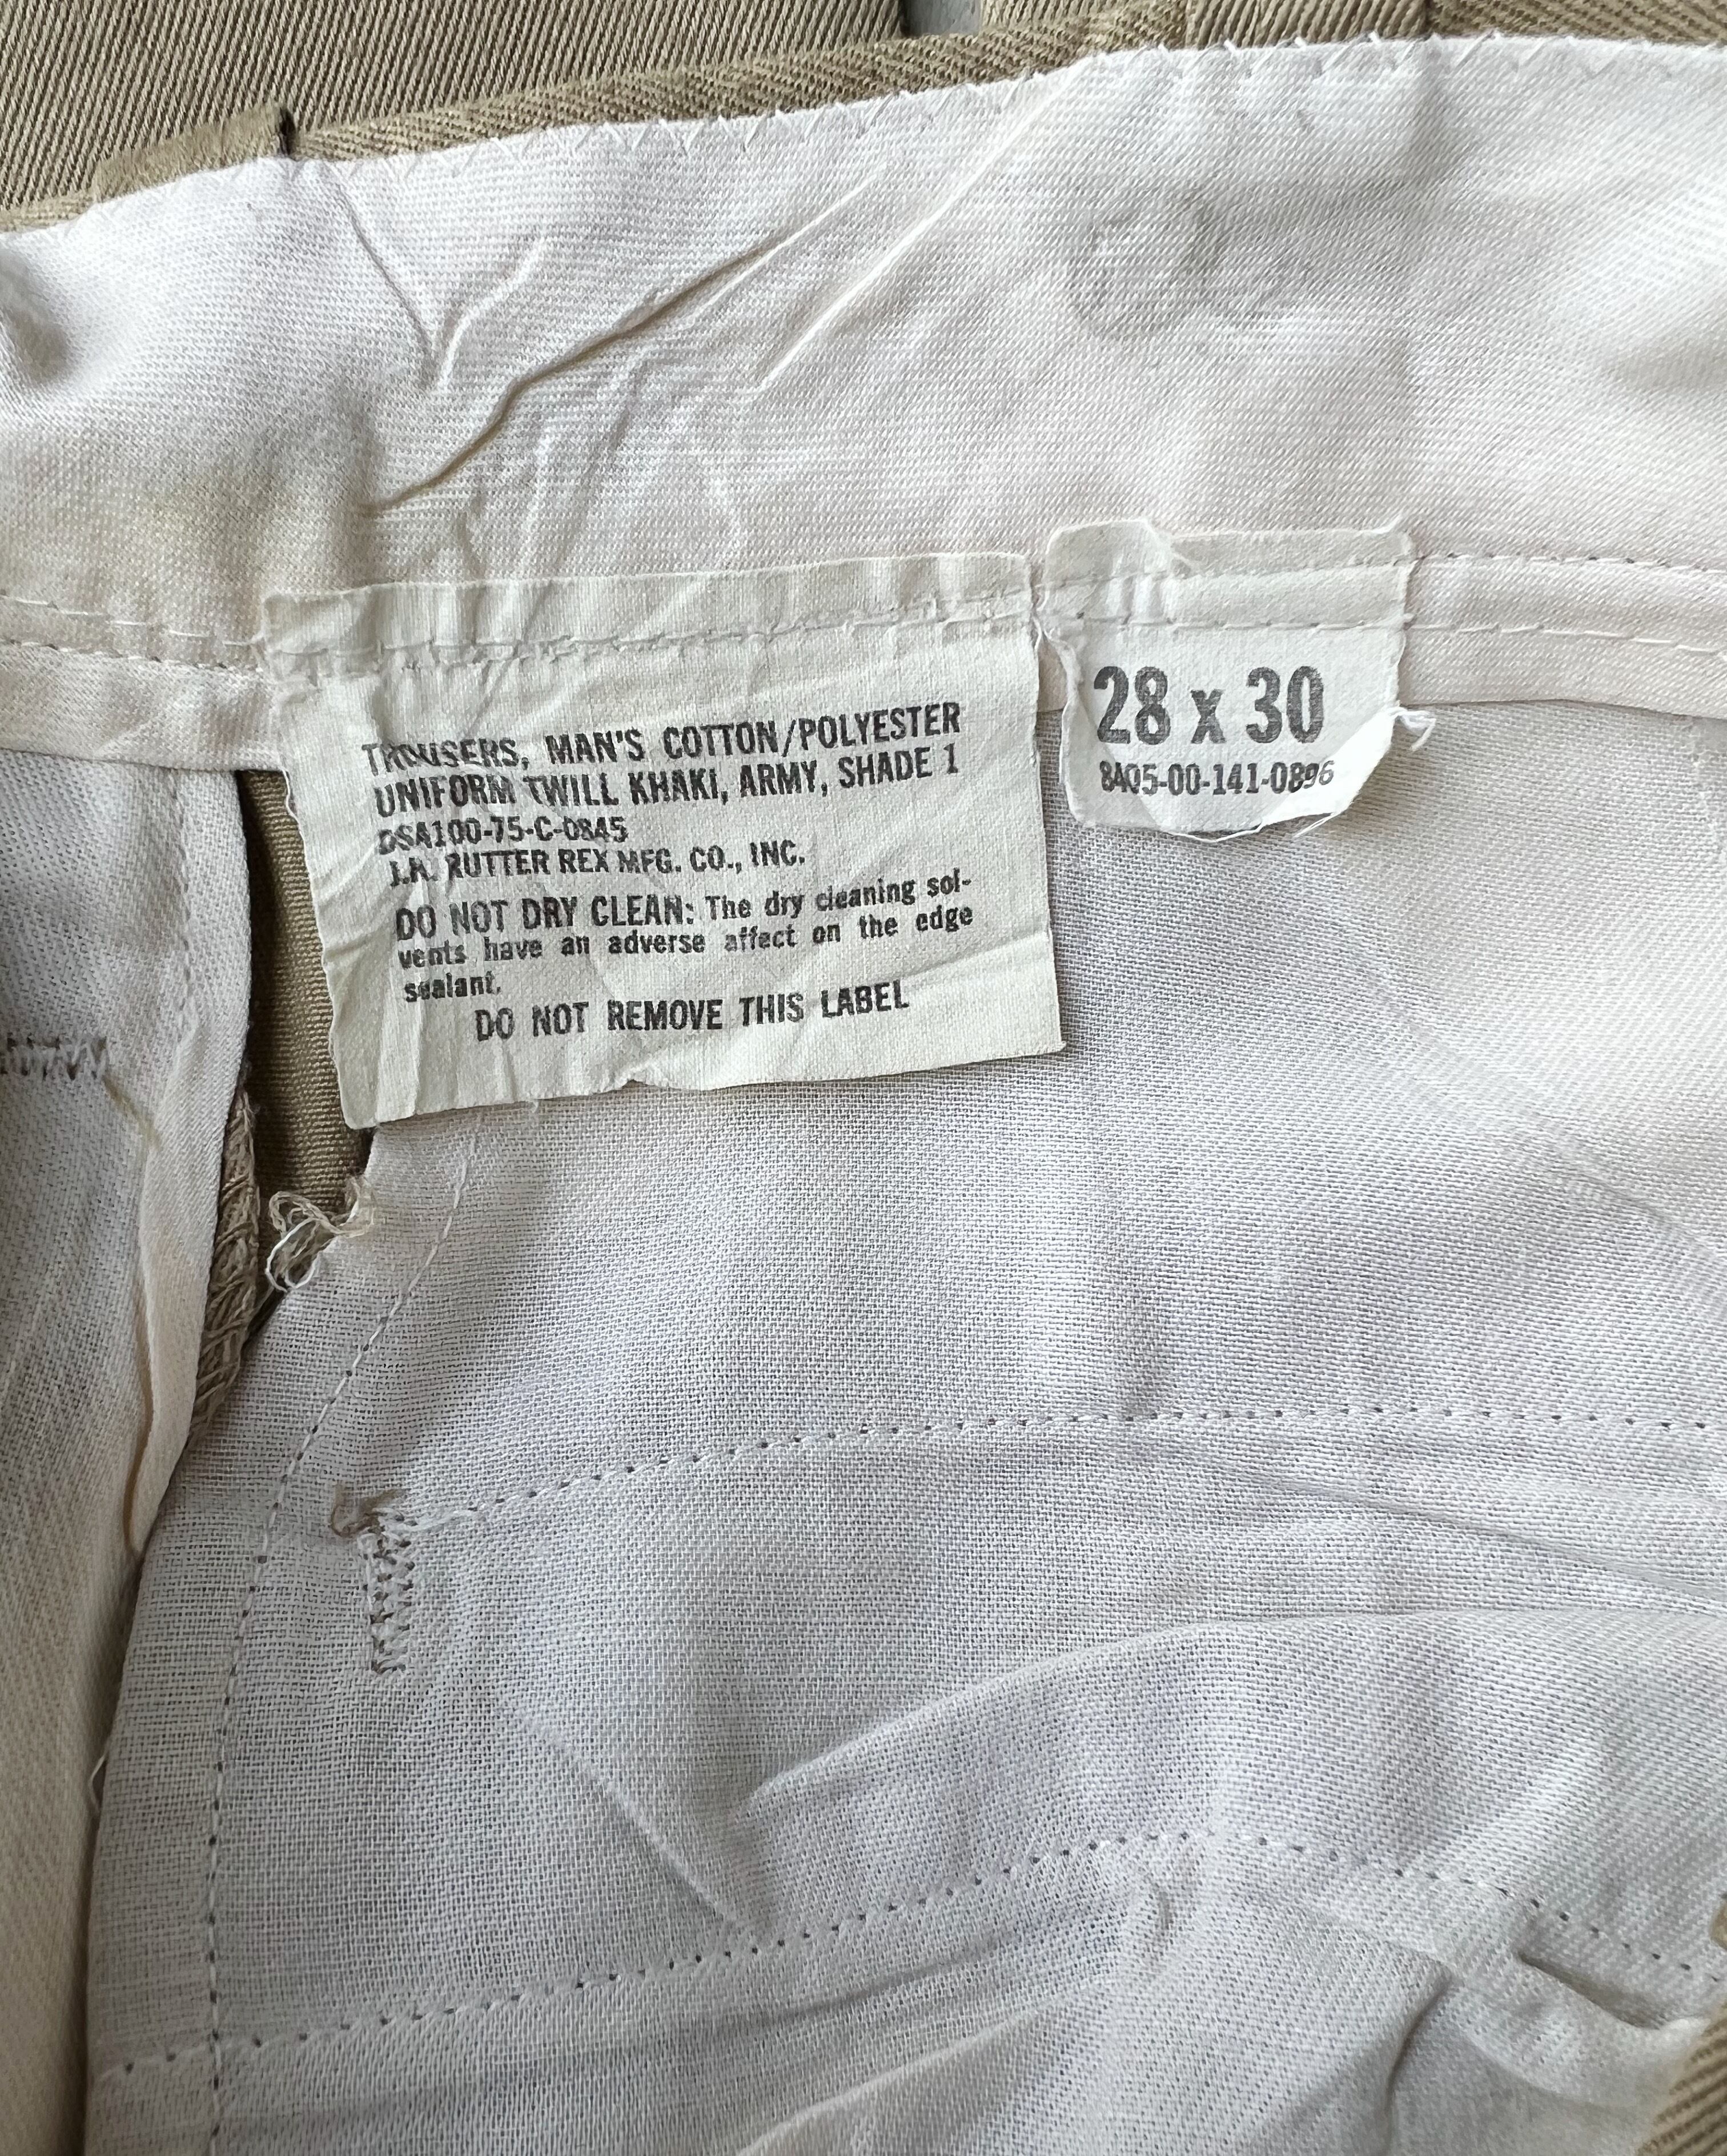 TROUSERS, MAN'S COTTON/POLYESTER
UNIFORM TWILL KHAKI, ARMY, SHADE 1
DSA100-75-C-0845
J.H. RUTTER REX MFG. CO., INC.
DO NOT DRY CLEAN: The dry cleaning sol-
vents have an adverse affect on the edge
sealant.
DO NOT REMOVE THIS LABEL
28 x 30
8405-00-141-0896